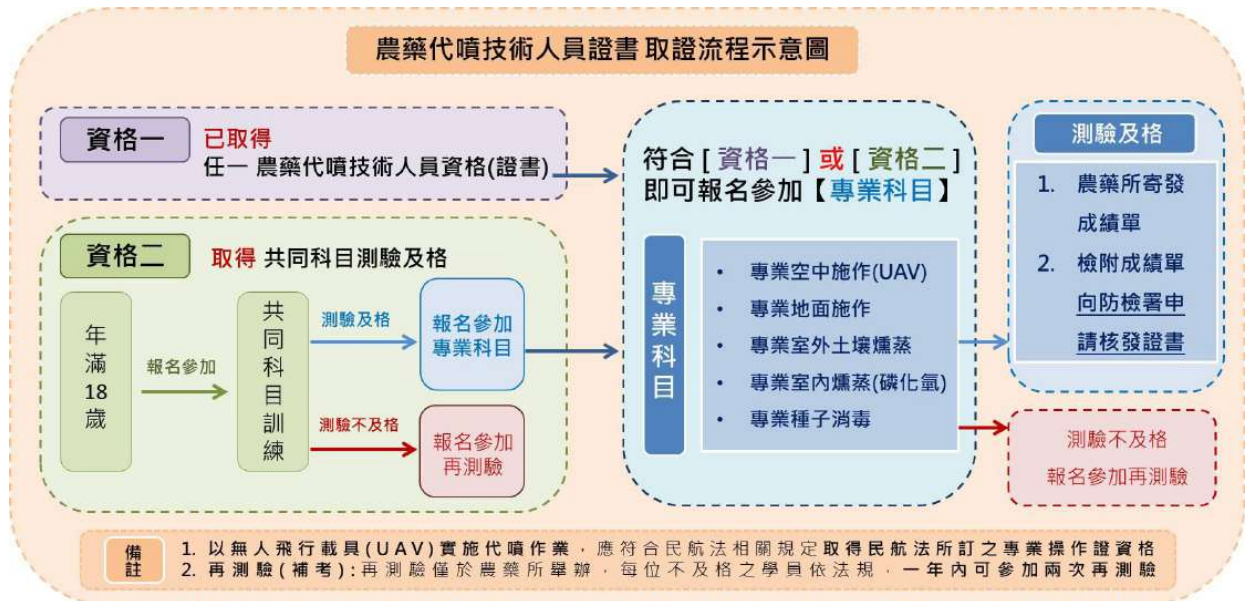 農藥代噴技術人員證書 取證流程示意圖
資格一
已取得
任一 農藥代噴技術人員資格(證書)
資格二
取得 共同科目測驗及格
年滿18歲
報名參加
共同科目訓練
測驗及格
報名參加
專業科目
測驗不及格
報名參加
再測驗
符合 [ 資格一 ] 或 [ 資格二 ]
即可報名參加【專業科目】
專業科目
• 專業空中施作(UAV)
• 專業地面施作
• 專業室外土壤燻蒸
• 專業室內燻蒸(磷化氫)
• 專業種子消毒
測驗及格
1. 農藥所寄發
成績單
2. 檢附成績單
向防檢署申
請核發證書
測驗不及格
報名參加再測驗
備註
1. 以無人飛行載具(UAV)實施代噴作業，應符合民航法相關規定取得民航法所訂之專業操作證資格
2. 再測驗(補考)：再測驗僅於農藥所舉辦，每位不及格之學員依法規，一年內可參加兩次再測驗